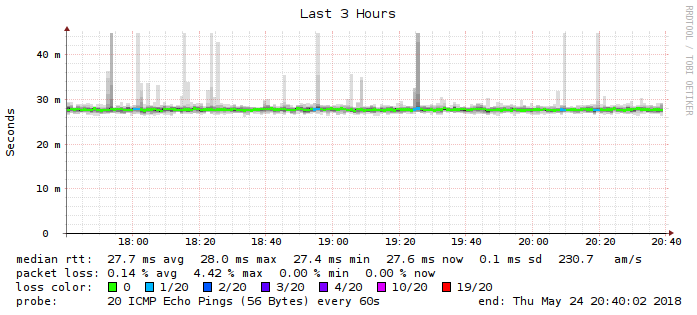 Last 3 Hours
RRDTOOL / TOBI OETIKER
Seconds
40 m
30 m
20 m
10 m
0
18:00 18:20 18:40 19:00 19:20 19:40 20:00 20:20 20:40
median rtt: 27.7 ms avg 28.0 ms max 27.4 ms min 27.6 ms now 0.1 ms sd 230.7 am/s
packet loss: 0.14 % avg 4.42 % max 0.00 % min 0.00 % now
loss color: 0 1/20 2/20 3/20 4/20 10/20 19/20
probe: 20 ICMP Echo Pings (56 Bytes) every 60s end: Thu May 24 20:40:02 2018